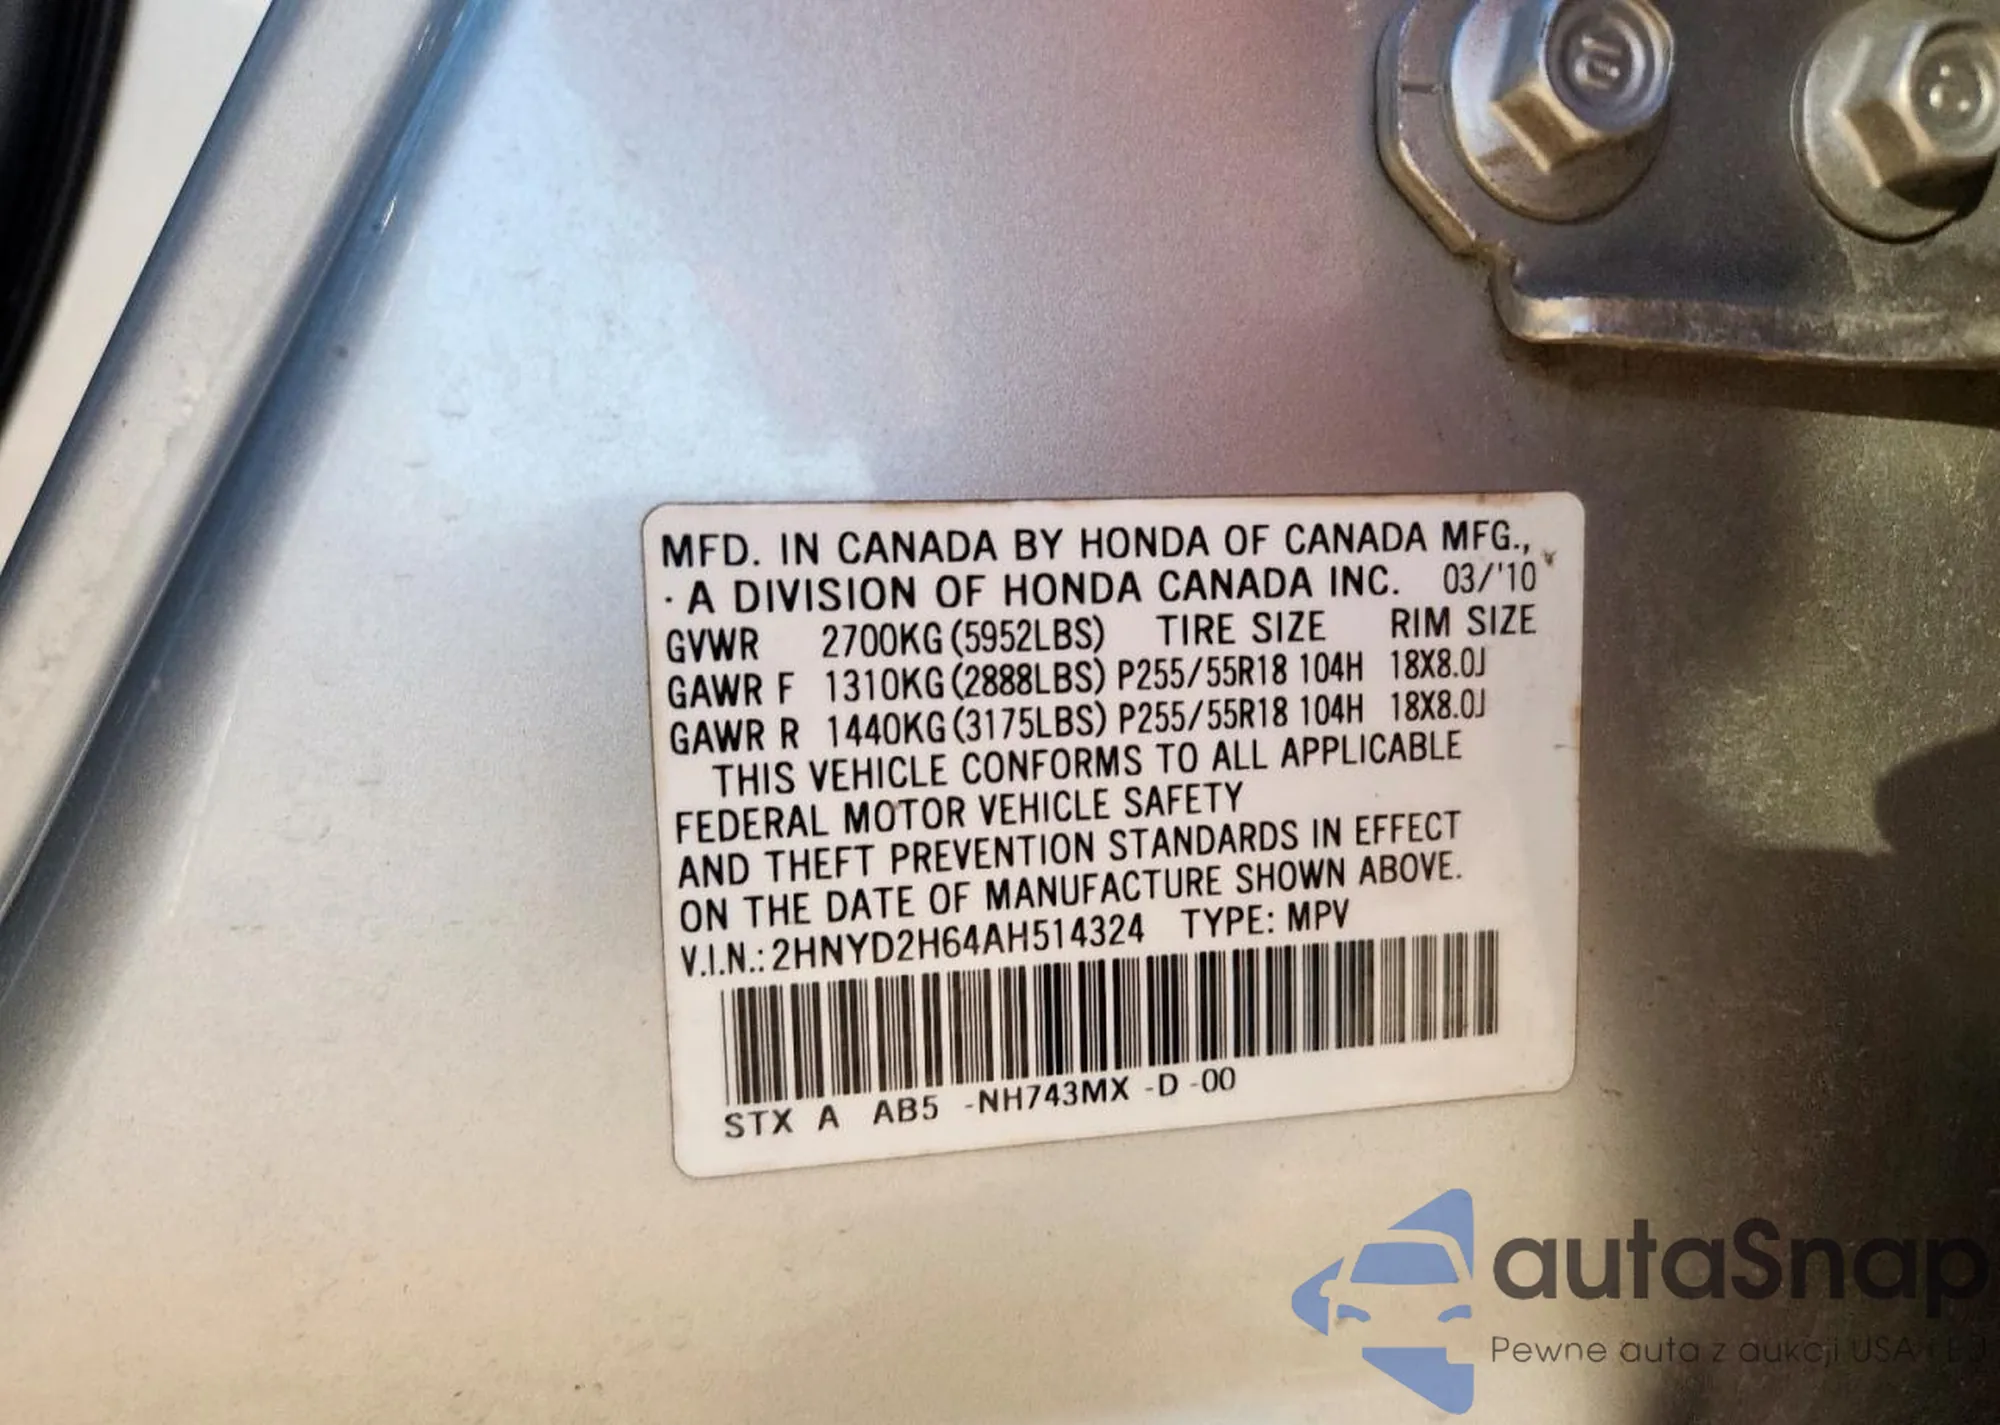 MFD. IN CANADA BY HONDA OF CANADA MFG.,
· A DIVISION OF HONDA CANADA INC. 03/'10
GVWR 2700KG (5952LBS) TIRE SIZE RIM SIZE
GAWR F 1310KG (2888LBS) P255/55R18 104H 18X8.0J
GAWR R 1440KG (3175LBS) P255/55R18 104H 18X8.0J
THIS VEHICLE CONFORMS TO ALL APPLICABLE
FEDERAL MOTOR VEHICLE SAFETY
AND THEFT PREVENTION STANDARDS IN EFFECT
ON THE DATE OF MANUFACTURE SHOWN ABOVE.
V.I.N.: 2HNYD2H64AH514324 TYPE: MPV
STX A AB5 -NH743MX -D -00
autaSnap
Pewne auta z aukcji USA i EU